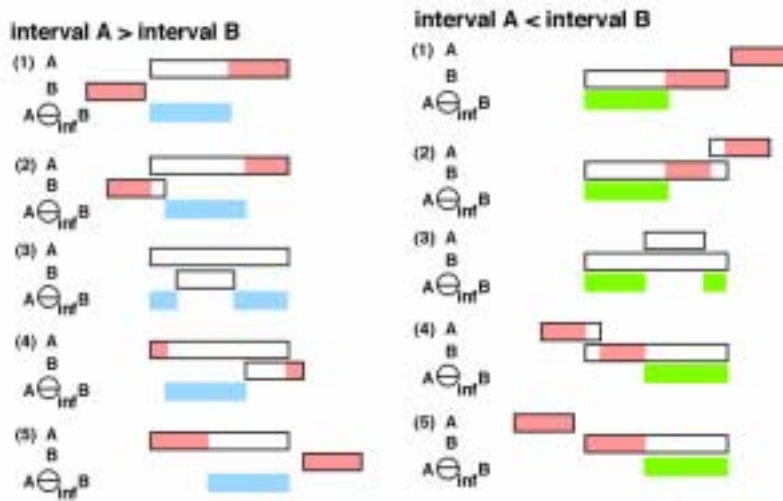 interval A > interval B
(1) A
B
A⊖infB
(2) A
B
A⊖infB
(3) A
B
A⊖infB
(4) A
B
A⊖infB
(5) A
B
A⊖infB
interval A < interval B
(1) A
B
A⊖infB
(2) A
B
A⊖infB
(3) A
B
A⊖infB
(4) A
B
A⊖infB
(5) A
B
A⊖infB